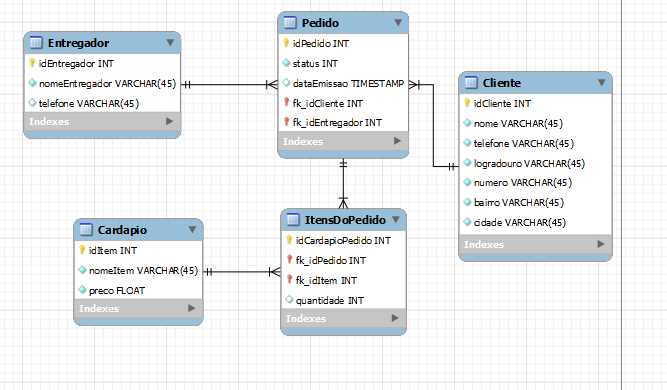 Entregador
idEntregador INT
nomeEntregador VARCHAR(45)
telefone VARCHAR(45)
Indexes
Pedido
idPedido INT
status INT
dataEmissao TIMESTAMP
fk_idCliente INT
fk_idEntregador INT
Indexes
Cliente
idCliente INT
nome VARCHAR(45)
telefone VARCHAR(45)
logradouro VARCHAR(45)
numero VARCHAR(45)
bairro VARCHAR(45)
cidade VARCHAR(45)
Indexes
Cardapio
idItem INT
nomeItem VARCHAR(45)
preco FLOAT
Indexes
ItensDoPedido
idCardapioPedido INT
fk_idPedido INT
fk_idItem INT
quantidade INT
Indexes